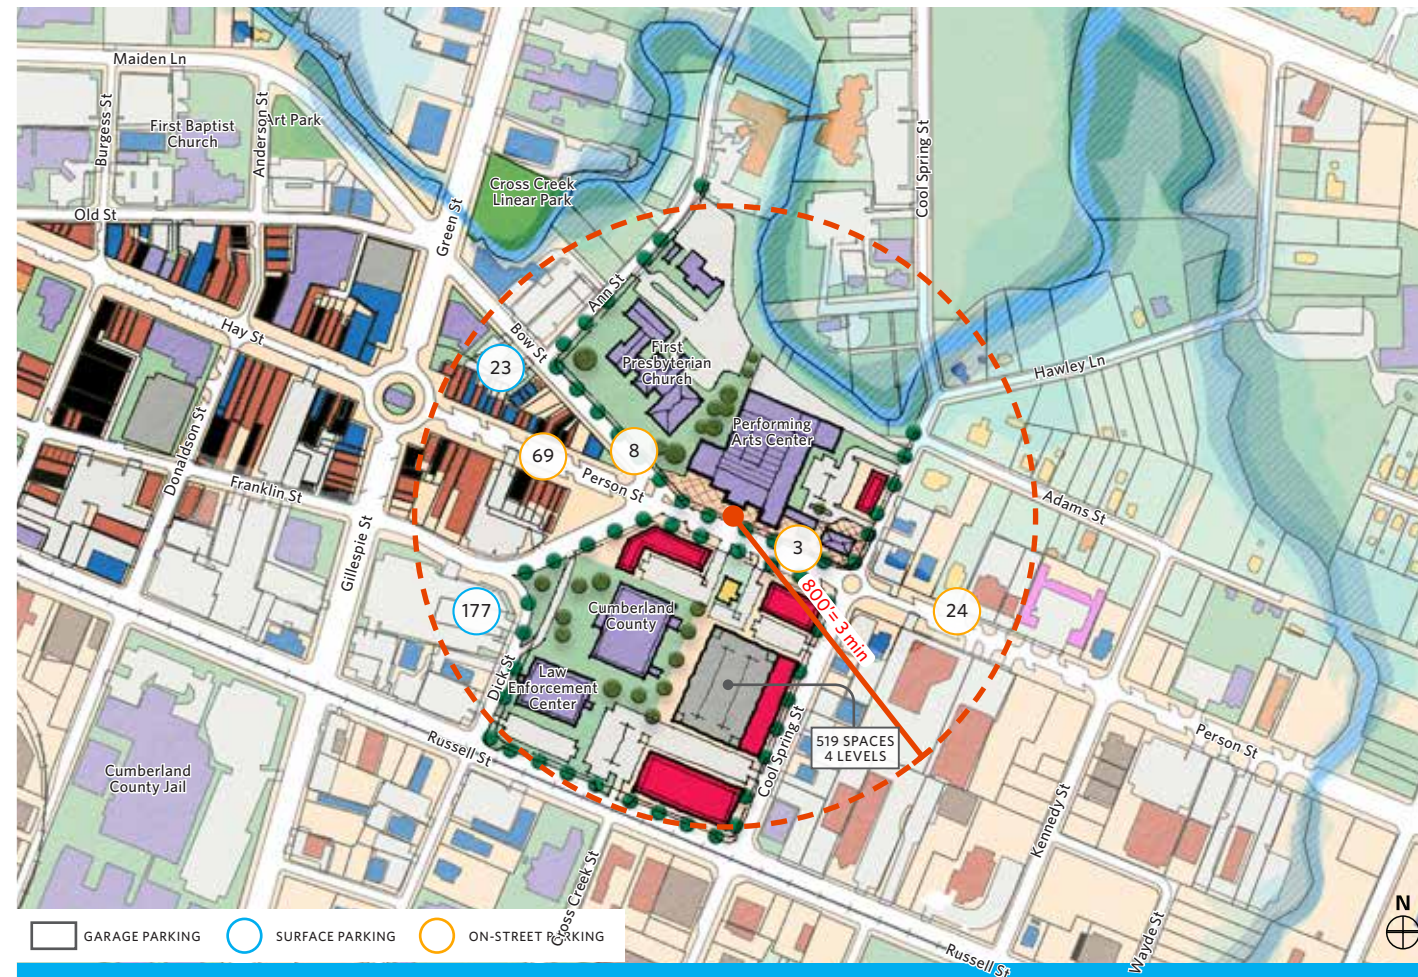 Maiden Ln
Burgess St
First Baptist
Church
Anderson St
Art Park
Old St
Green St
Cross Creek
Linear Park
Cool Spring St
Hay St
Bow St
Ann St
23
First
Presbyterian
Church
Performing
Arts Center
Hawley Ln
Donaldson St
Franklin St
69
8
Person St
Adams St
Gillespie St
3
177
Cumberland
County
800'= 3 min
24
Dick St
Law
Enforcement
Center
519 SPACES
4 LEVELS
Cool Spring St
Person St
Russell St
Cumberland
County Jail
Kennedy St
Cross Creek St
Wayde St
Russell St
N
GARAGE PARKING
SURFACE PARKING
ON-STREET PARKING